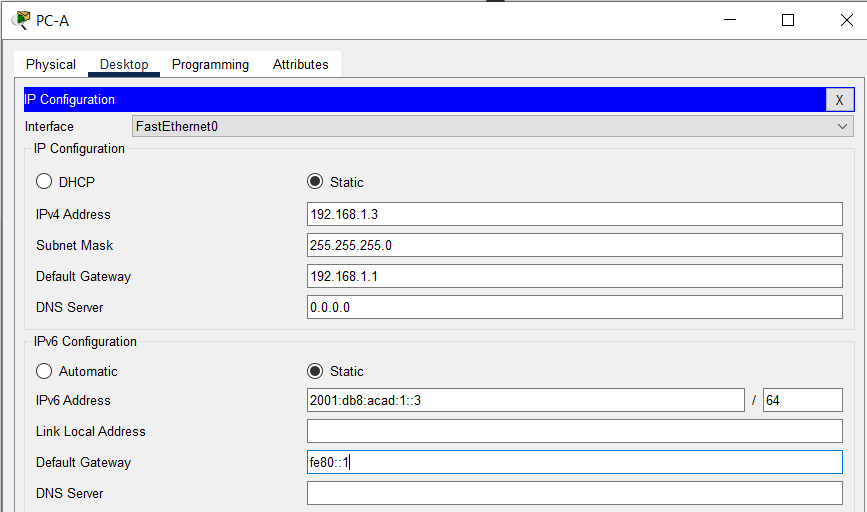 PC-A
Physical Desktop Programming Attributes
IP Configuration X
Interface FastEthernet0
IP Configuration
DHCP Static
IPv4 Address 192.168.1.3
Subnet Mask 255.255.255.0
Default Gateway 192.168.1.1
DNS Server 0.0.0.0
IPv6 Configuration
Automatic Static
IPv6 Address 2001:db8:acad:1::3 / 64
Link Local Address
Default Gateway fe80::1
DNS Server